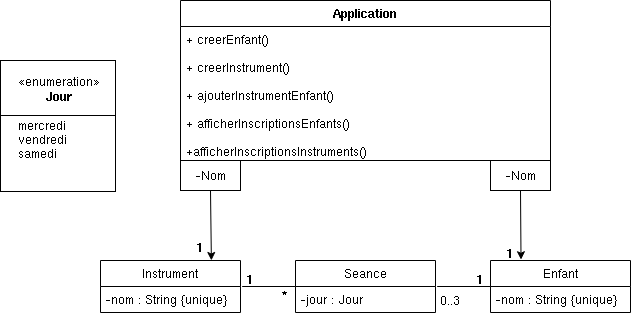 Application
+ creerEnfant()
+ creerInstrument()
+ ajouterInstrumentEnfant()
+ afficherInscriptionsEnfants()
+afficherInscriptionsInstruments()
«enumeration»
Jour
mercredi
vendredi
samedi
-Nom
-Nom
1
1
Instrument
-nom : String {unique}
1
*
Seance
-jour : Jour
1
0..3
Enfant
-nom : String {unique}